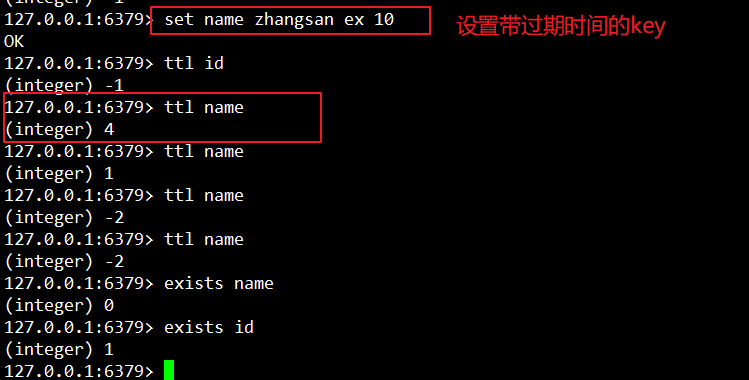 (integer) -1
127.0.0.1:6379> set name zhangsan ex 10
设置带过期时间的key
OK
127.0.0.1:6379> ttl id
(integer) -1
127.0.0.1:6379> ttl name
(integer) 4
127.0.0.1:6379> ttl name
(integer) 1
127.0.0.1:6379> ttl name
(integer) -2
127.0.0.1:6379> ttl name
(integer) -2
127.0.0.1:6379> exists name
(integer) 0
127.0.0.1:6379> exists id
(integer) 1
127.0.0.1:6379>